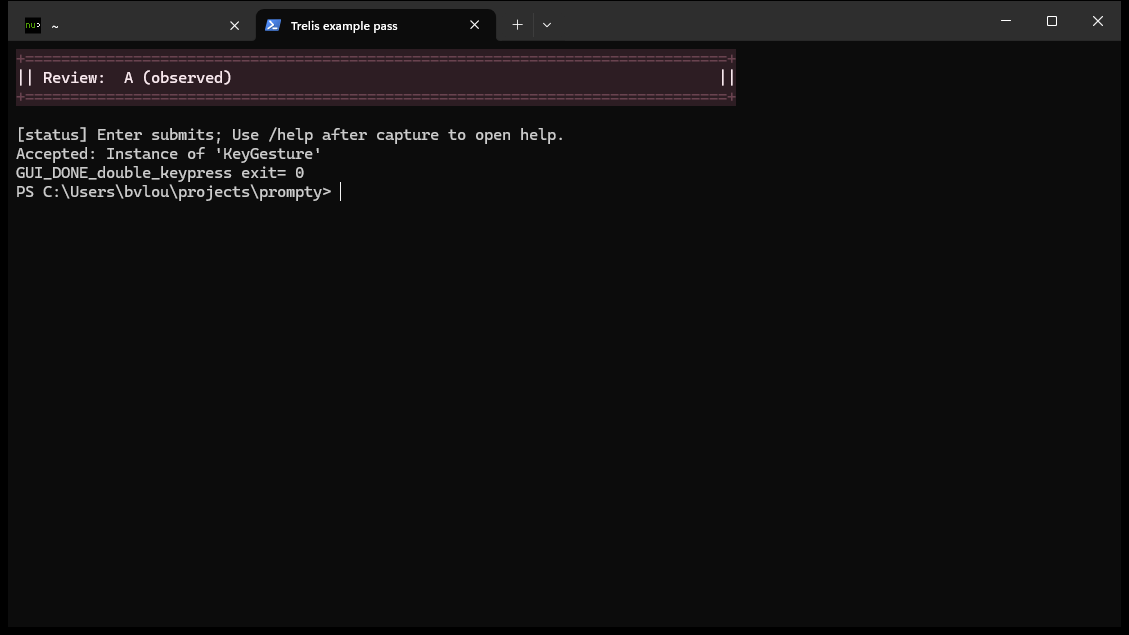 nu> ~
Trelis example pass
+==============================================================================+
|| Review:  A (observed) ||
+==============================================================================+
[status] Enter submits; Use /help after capture to open help.
Accepted: Instance of 'KeyGesture'
GUI_DONE_double_keypress exit= 0
PS C:\Users\bvlou\projects\prompty>